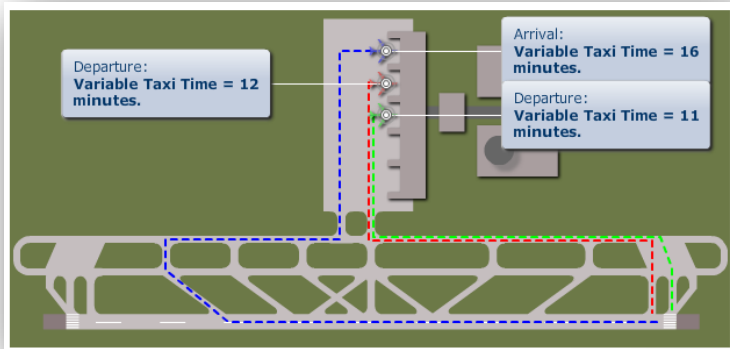 Departure:
Variable Taxi Time = 12
minutes.
Arrival:
Variable Taxi Time = 16
minutes.
Departure:
Variable Taxi Time = 11
minutes.